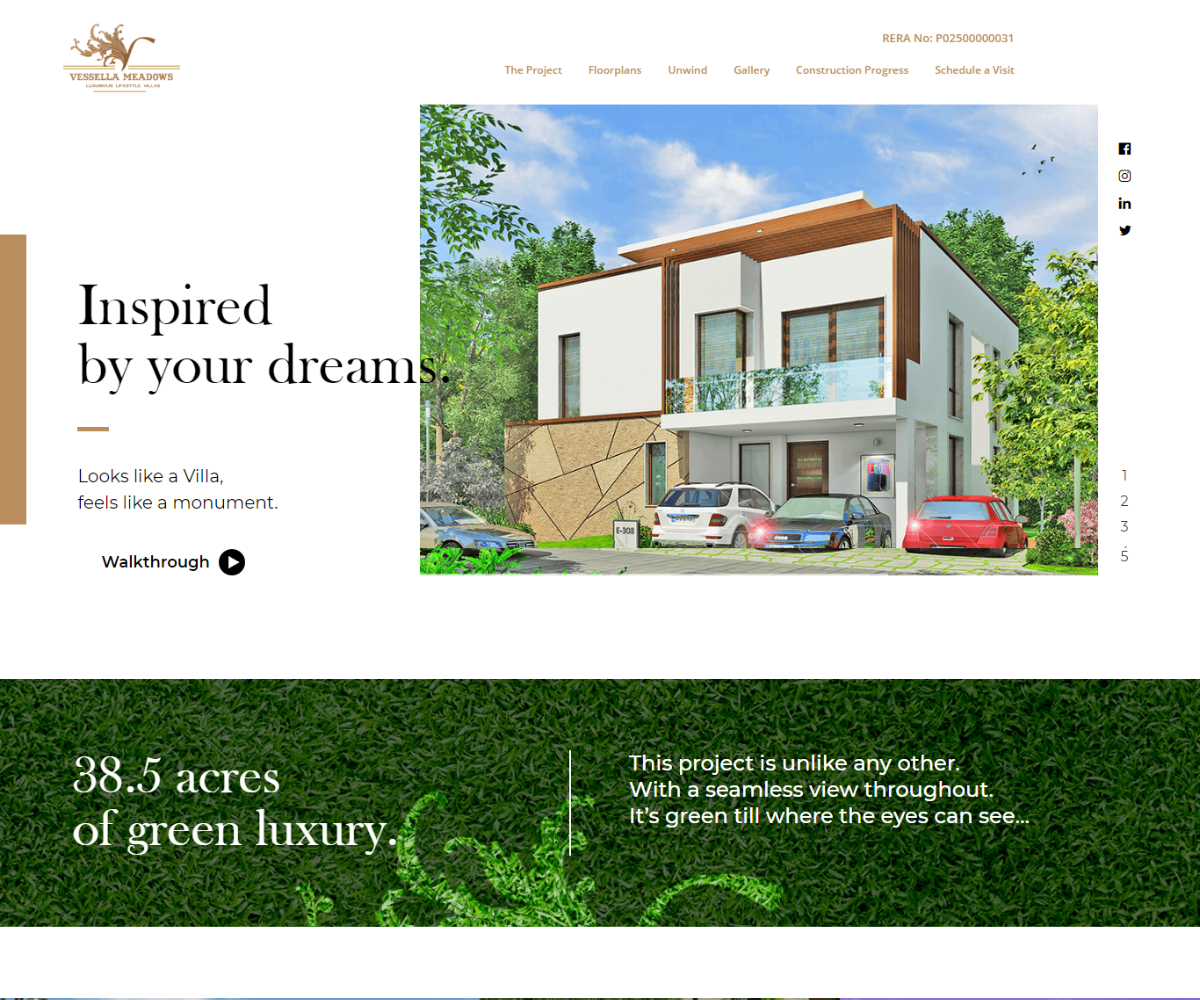 RERA No: P02500000031
VESSELLA MEADOWS
LUXURIOUS LIFESTYLE VILLAS
The Project
Floorplans
Unwind
Gallery
Construction Progress
Schedule a Visit
Inspired
by your dreams.
Looks like a Villa,
feels like a monument.
Walkthrough
E-308
1
2
3
5
38.5 acres
of green luxury.
This project is unlike any other.
With a seamless view throughout.
It's green till where the eyes can see...